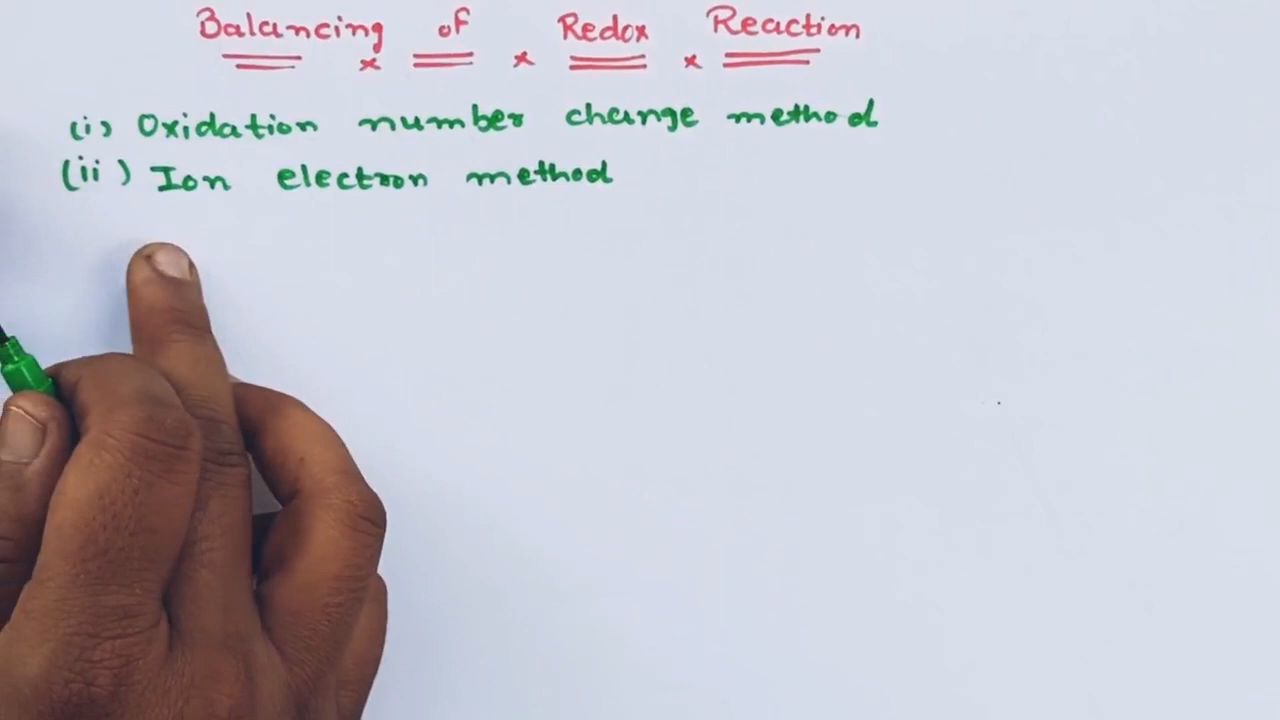 Balancing of Redox Reaction
(i) Oxidation number change method
(ii) Ion electron method